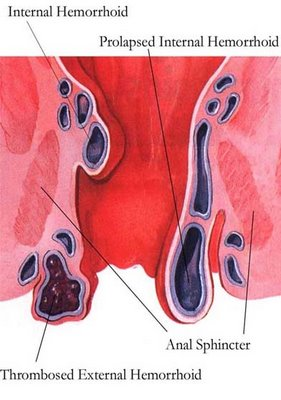 Internal Hemorrhoid
Prolapsed Internal Hemorrhoid
Anal Sphincter
Thrombosed External Hemorrhoid